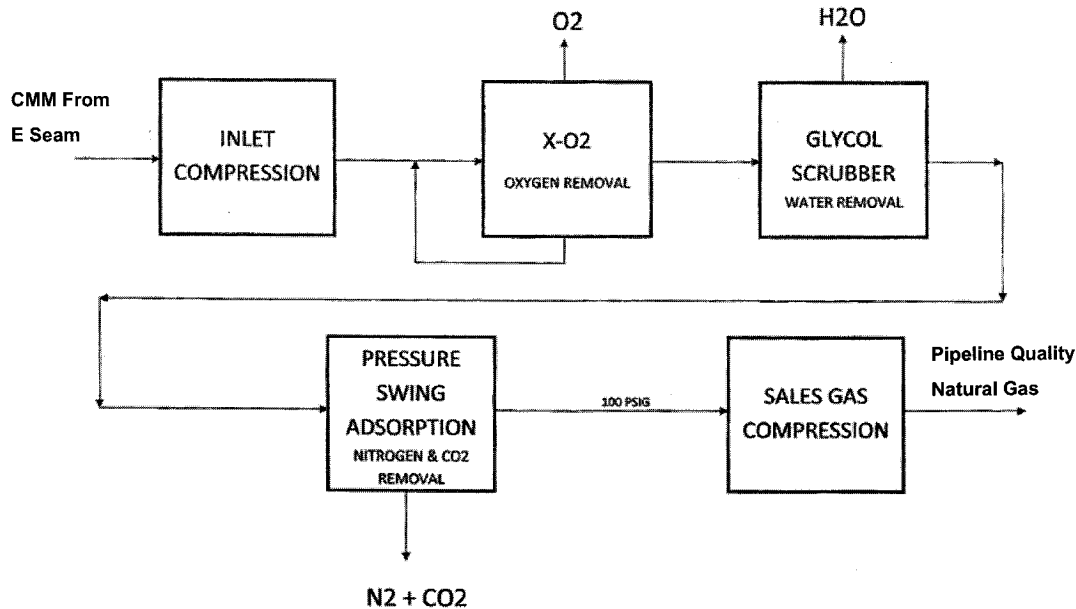 O2
H2O
CMM From
E Seam
INLET
COMPRESSION
X-O2
OXYGEN REMOVAL
GLYCOL
SCRUBBER
WATER REMOVAL
PRESSURE
SWING
ADSORPTION
NITROGEN & CO2
REMOVAL
100 PSIG
SALES GAS
COMPRESSION
Pipeline Quality
Natural Gas
N2 + CO2